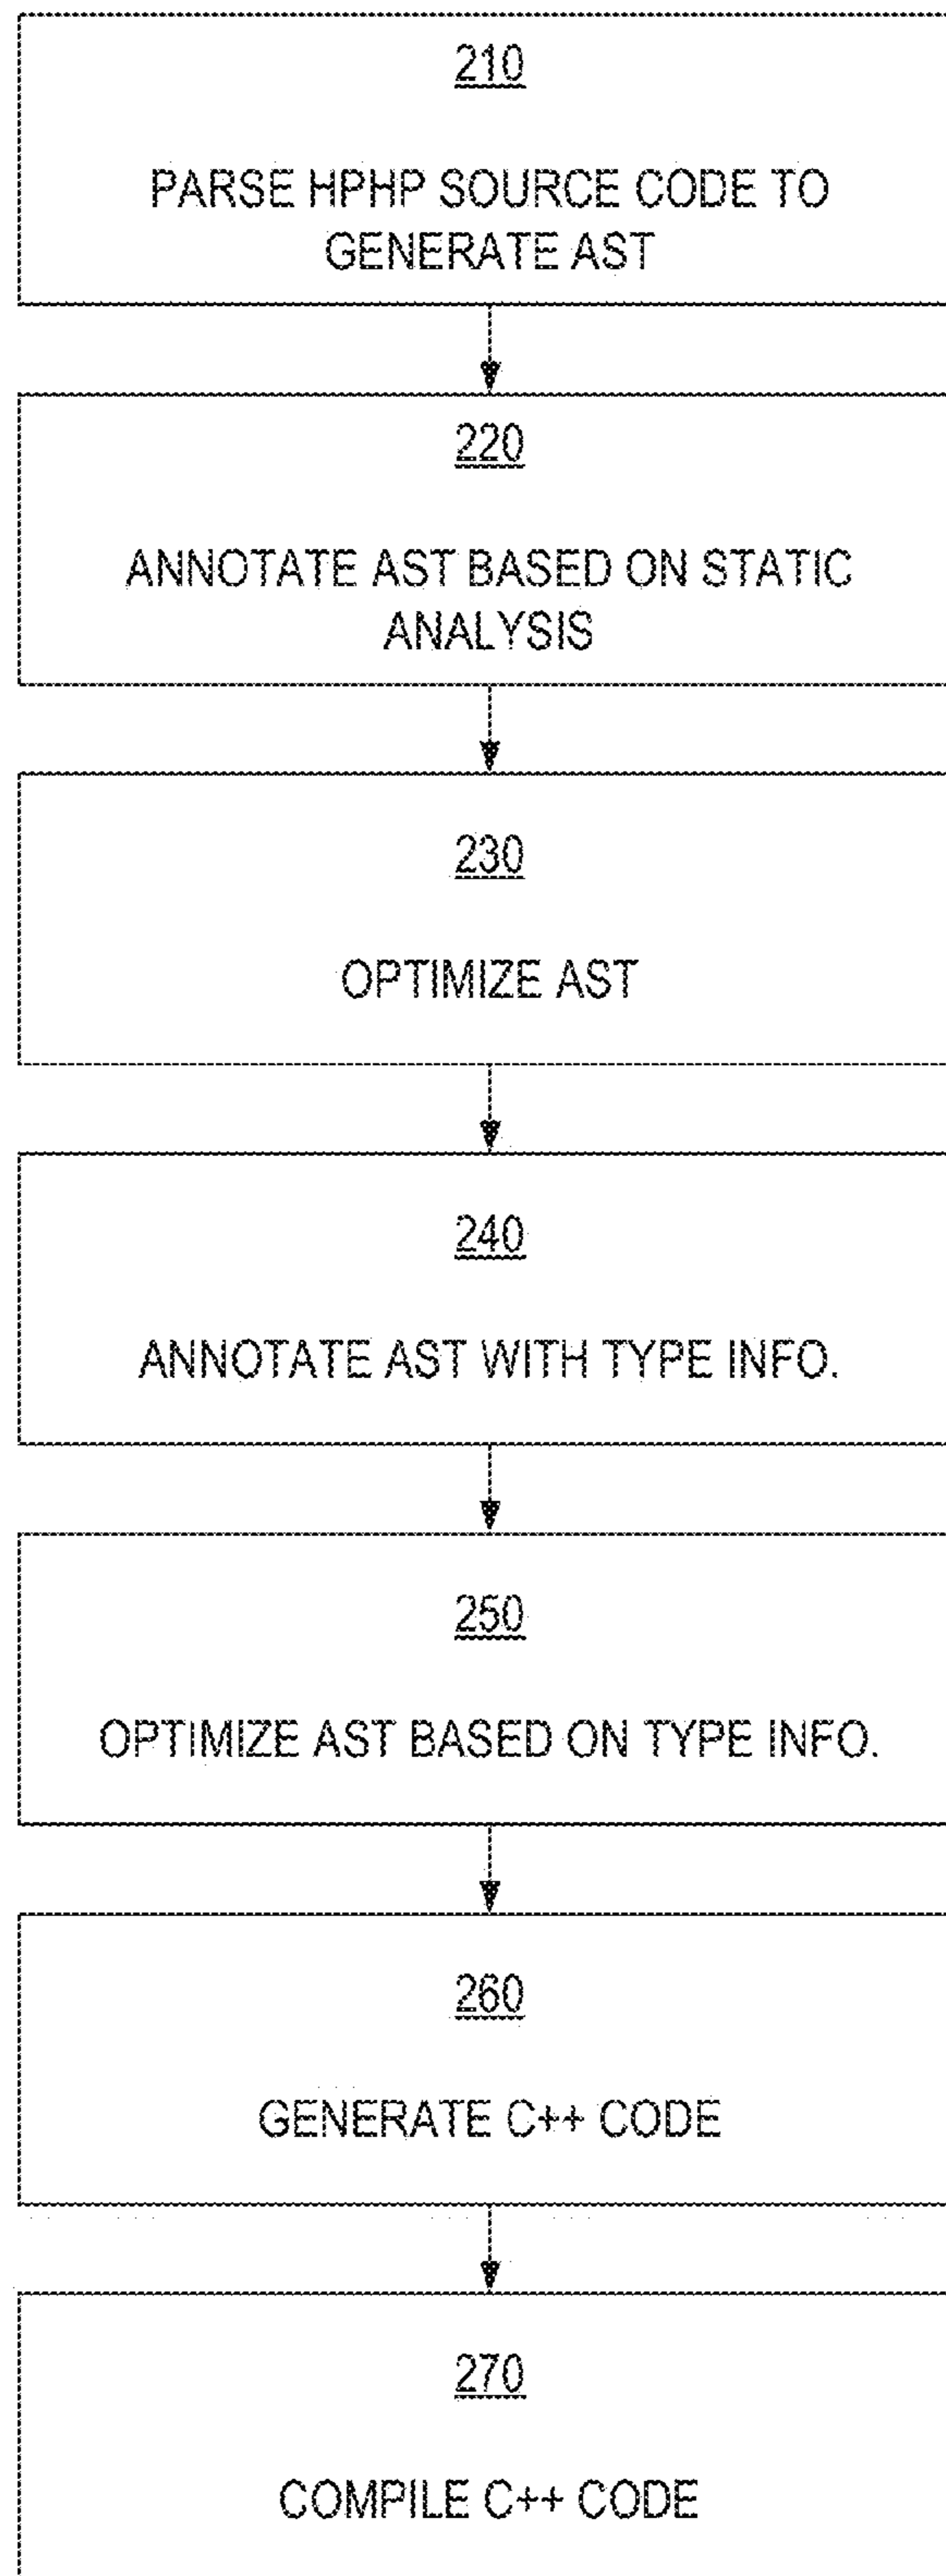 210
PARSE HPHP SOURCE CODE TO
GENERATE AST
220
ANNOTATE AST BASED ON STATIC
ANALYSIS
230
OPTIMIZE AST
240
ANNOTATE AST WITH TYPE INFO.
250
OPTIMIZE AST BASED ON TYPE INFO.
260
GENERATE C++ CODE
270
COMPILE C++ CODE